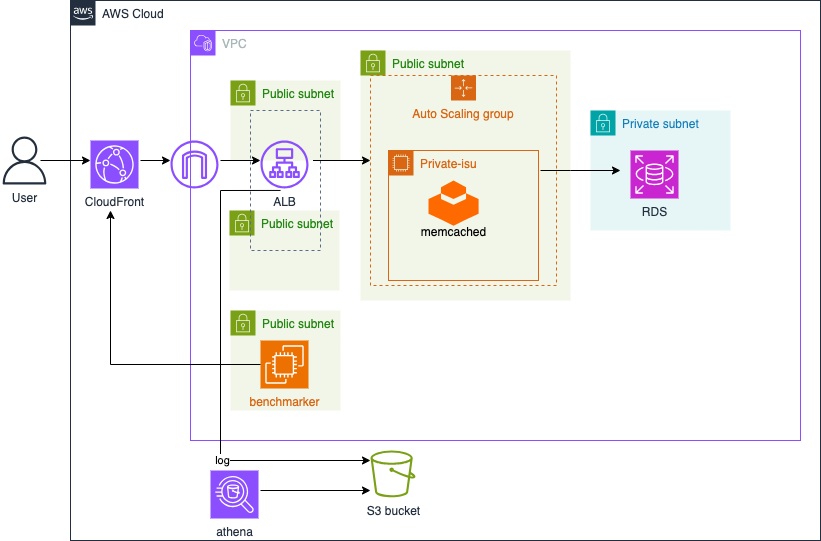 aws
AWS Cloud
VPC
Public subnet
Public subnet
Auto Scaling group
Private subnet
Private-isu
User
CloudFront
ALB
memcached
RDS
Public subnet
Public subnet
benchmarker
log
athena
S3 bucket